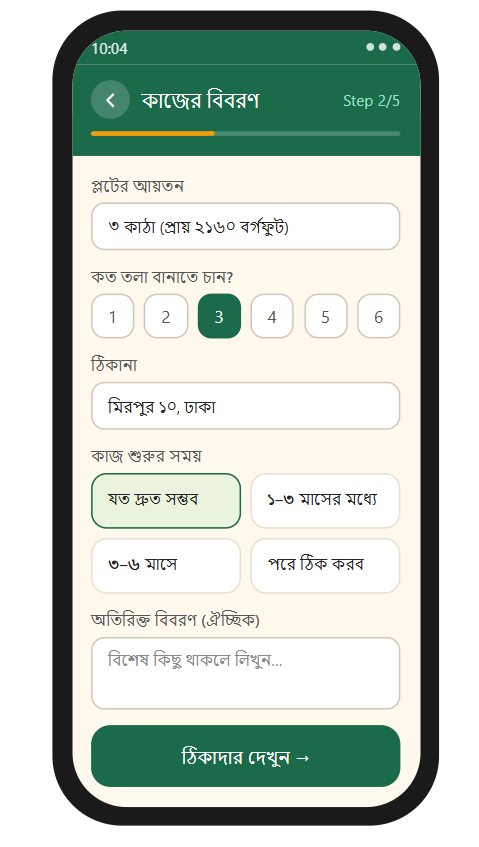 10:04
কাজের বিবরণ
Step 2/5
প্লটের আয়তন
৩ কাঠা (প্রায় ২১৬০ বর্গফুট)
কত তলা বানাতে চান?
1 2 3 4 5 6
ঠিকানা
মিরপুর ১০, ঢাকা
কাজ শুরুর সময়
যত দ্রুত সম্ভব
১–৩ মাসের মধ্যে
৩–৬ মাসে
পরে ঠিক করব
অতিরিক্ত বিবরণ (ঐচ্ছিক)
বিশেষ কিছু থাকলে লিখুন...
ঠিকাদার দেখুন →